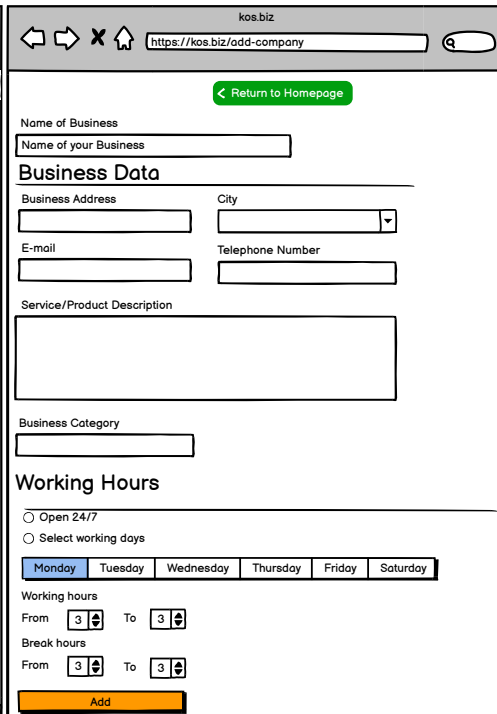 kos.biz
https://kos.biz/add-company
Return to Homepage
Name of Business
Name of your Business
Business Data
Business Address City
E-mail Telephone Number
Service/Product Description
Business Category
Working Hours
Open 24/7
Select working days
Monday Tuesday Wednesday Thursday Friday Saturday
Working hours
From 3 To 3
Break hours
From 3 To 3
Add